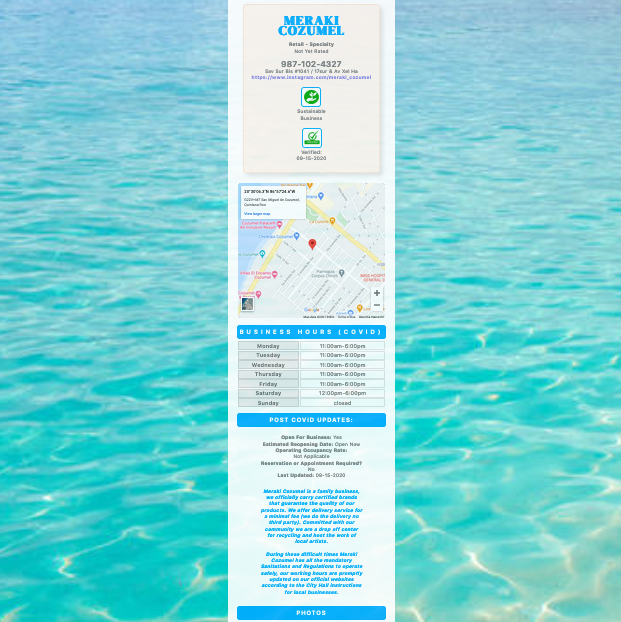 MERAKI
COZUMEL
Retail - Specialty
Not Yet Rated
987-102-4327
5av Sur Bis #1041 / 17sur & Av Xel Ha
https://www.instagram.com/meraki_cozumel
Sustainable
Business
Verified:
09-15-2020
View larger map
Google
BUSINESS HOURS (COVID)
Monday 11:00am-6:00pm
Tuesday 11:00am-6:00pm
Wednesday 11:00am-6:00pm
Thursday 11:00am-6:00pm
Friday 11:00am-6:00pm
Saturday 12:00pm-6:00pm
Sunday closed
POST COVID UPDATES:
Open For Business: Yes
Estimated Reopening Date: Open Now
Operating Occupancy Rate:
Not Applicable
Reservation or Appointment Required?
No
Last Updated: 09-15-2020
Meraki Cozumel is a family business,
we officially carry certified brands
that guarantee the quality of our
products. We offer delivery service for
a minimal fee (we do the delivery no
third party). Committed with our
community we are a drop off center
for recycling and host the work of
local artists.
During these difficult times Meraki
Cozumel has all the mandatory
Sanitations and Regulations to operate
safely, our working hours are promptly
updated on our official websites
according to the City Hall instructions
for local businesses.
PHOTOS